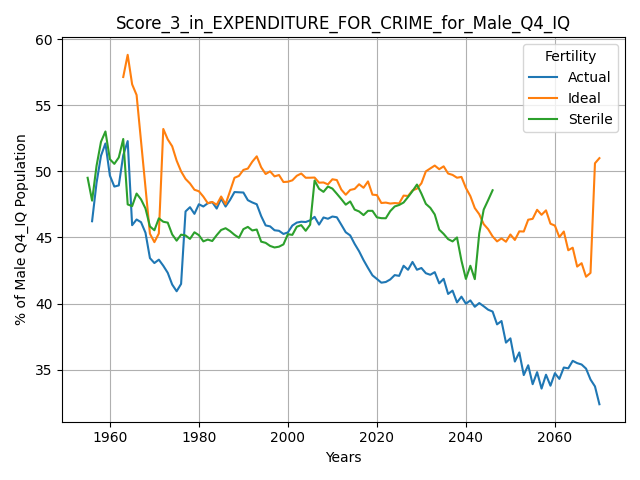 Score_3_in_EXPENDITURE_FOR_CRIME_for_Male_Q4_IQ
60
55
50
45
40
35
% of Male Q4_IQ Population
Fertility
Actual
Ideal
Sterile
1960 1980 2000 2020 2040 2060
Years